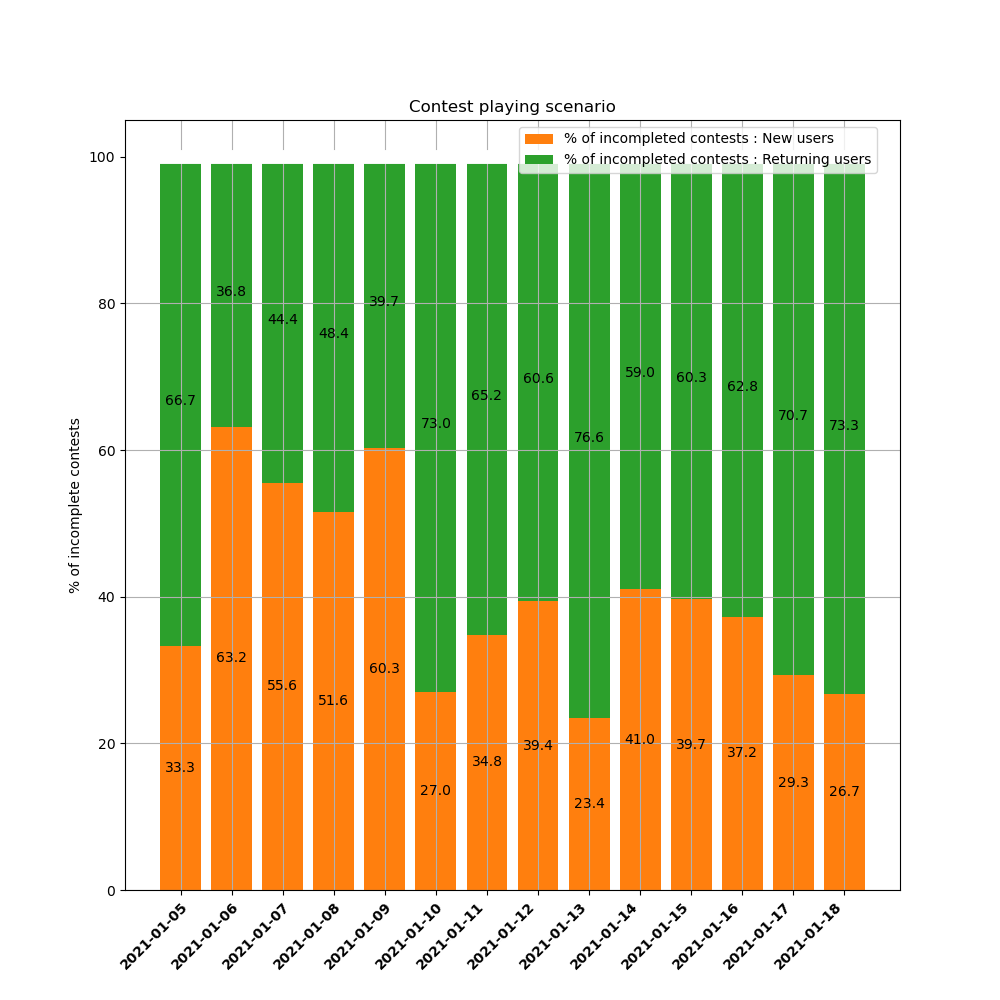 Contest playing scenario
% of incompleted contests : New users
% of incompleted contests : Returning users
% of incomplete contests
100
80
60
40
20
0
66.7 36.8 44.4 48.4 39.7 73.0 65.2 60.6 76.6 59.0 60.3 62.8 70.7 73.3
33.3 63.2 55.6 51.6 60.3 27.0 34.8 39.4 23.4 41.0 39.7 37.2 29.3 26.7
2021-01-05 2021-01-06 2021-01-07 2021-01-08 2021-01-09 2021-01-10 2021-01-11 2021-01-12 2021-01-13 2021-01-14 2021-01-15 2021-01-16 2021-01-17 2021-01-18